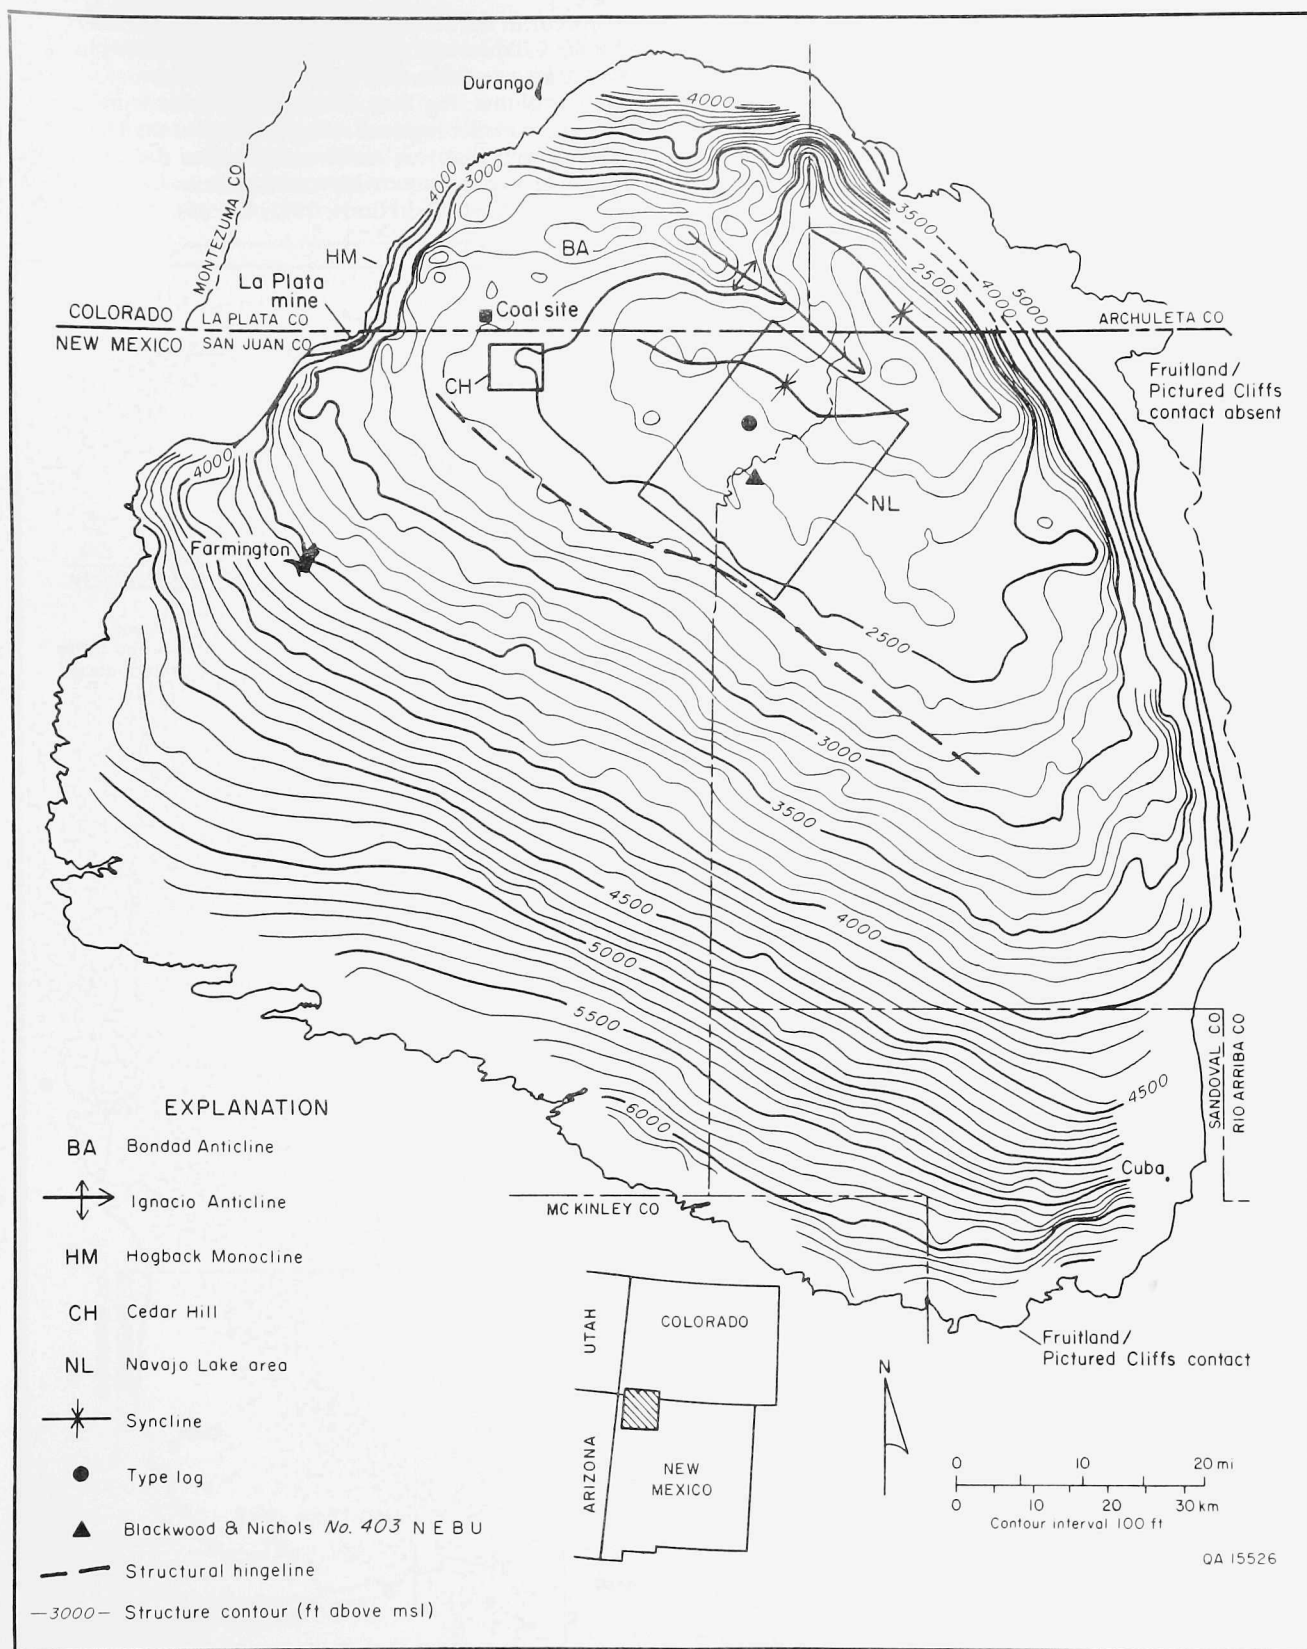 Durango
4000
4000
3000
3500
MONTEZUMA CO
HM
BA
La Plata
mine
2500
4000
5000
COLORADO
LA PLATA CO
Coal site
ARCHULETA CO
NEW MEXICO
SAN JUAN CO
CH
Fruitland/
Pictured Cliffs
contact absent
4000
NL
Farmington
2500
3000
3500
4500
4000
5000
5500
SANDOVAL CO
RIO ARRIBA CO
4500
6000
Cuba
MC KINLEY CO
EXPLANATION
BA Bondad Anticline
Ignacio Anticline
HM Hogback Monocline
CH Cedar Hill
NL Navajo Lake area
Syncline
Type log
Blackwood & Nichols No. 403 NEBU
Structural hingeline
—3000— Structure contour (ft above msl)
UTAH
COLORADO
ARIZONA
NEW
MEXICO
Fruitland/
Pictured Cliffs contact
N
0 10 20 mi
0 10 20 30 km
Contour interval 100 ft
QA 15526